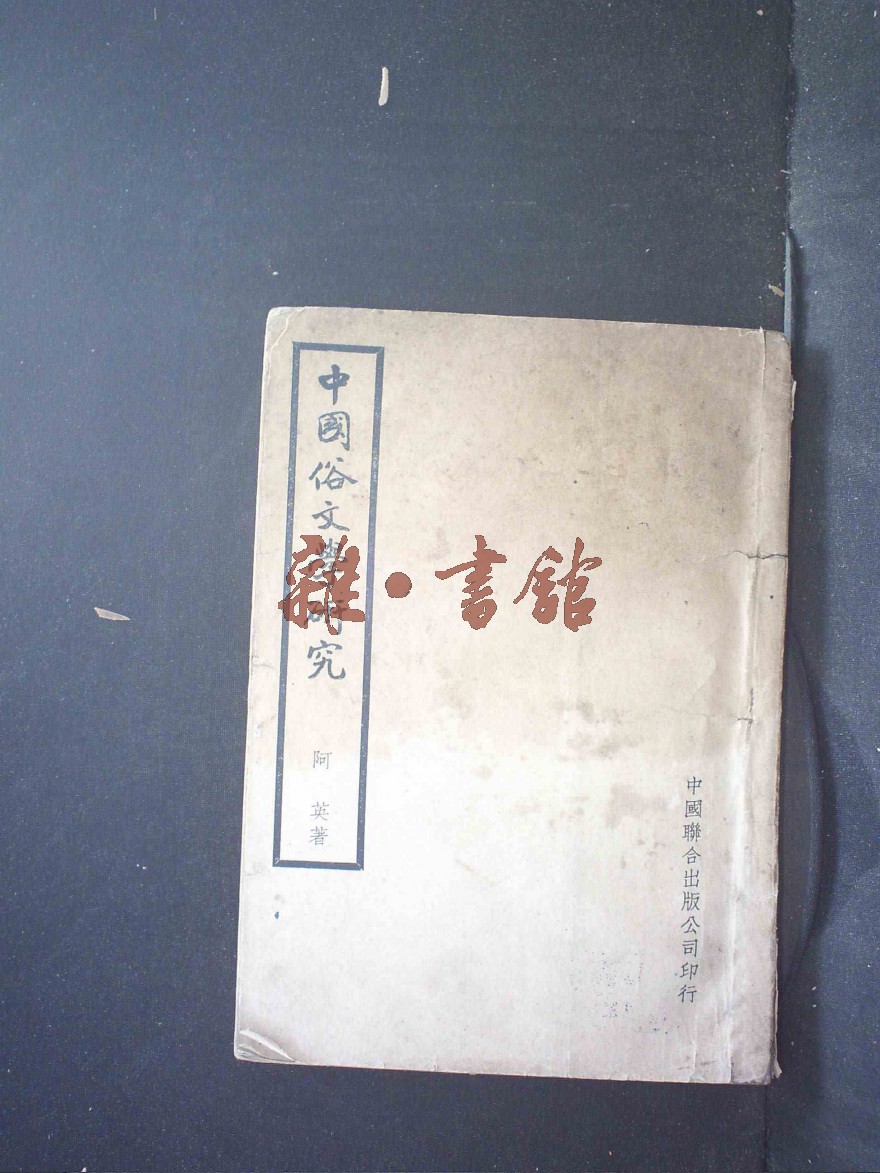 中國俗文學研究
阿 英著
中國聯合出版公司印行
雜·書館